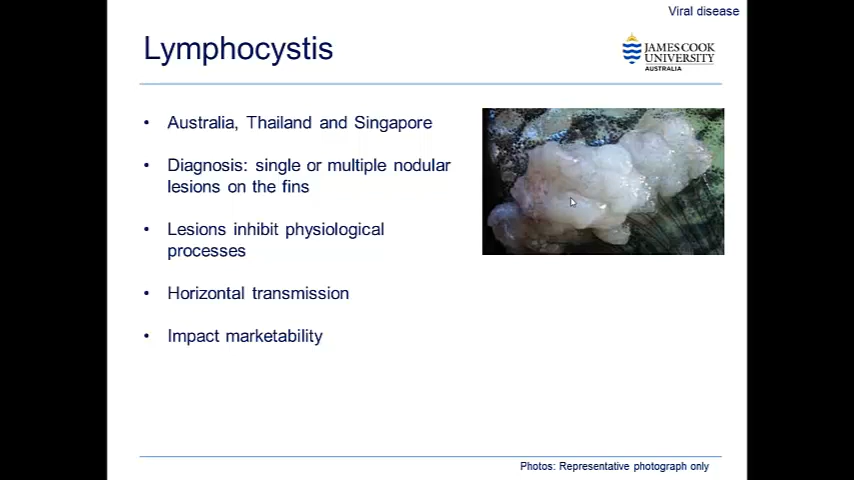 Viral disease
Lymphocystis
JAMES COOK
UNIVERSITY
AUSTRALIA
• Australia, Thailand and Singapore
• Diagnosis: single or multiple nodular
lesions on the fins
• Lesions inhibit physiological
processes
• Horizontal transmission
• Impact marketability
Photos: Representative photograph only